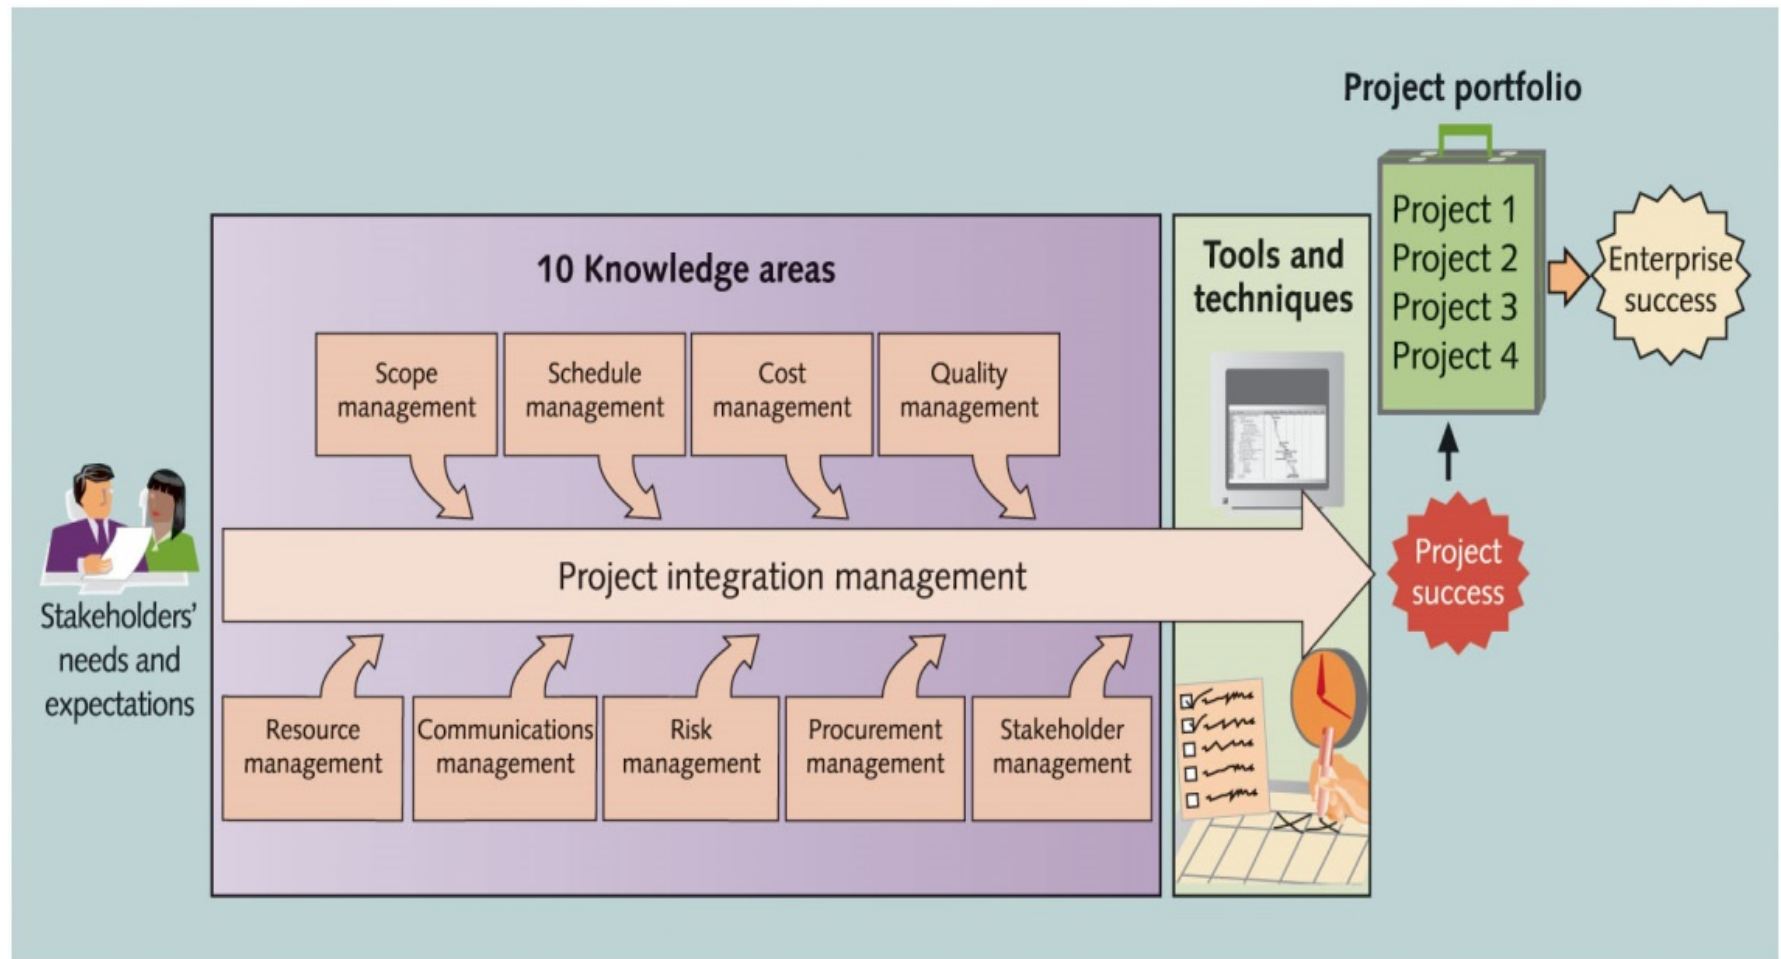 Project portfolio
Project 1
Project 2
Project 3
Project 4
Enterprise
success
10 Knowledge areas
Tools and
techniques
Scope
management
Schedule
management
Cost
management
Quality
management
Project integration management
Project
success
Stakeholders’
needs and
expectations
Resource
management
Communications
management
Risk
management
Procurement
management
Stakeholder
management